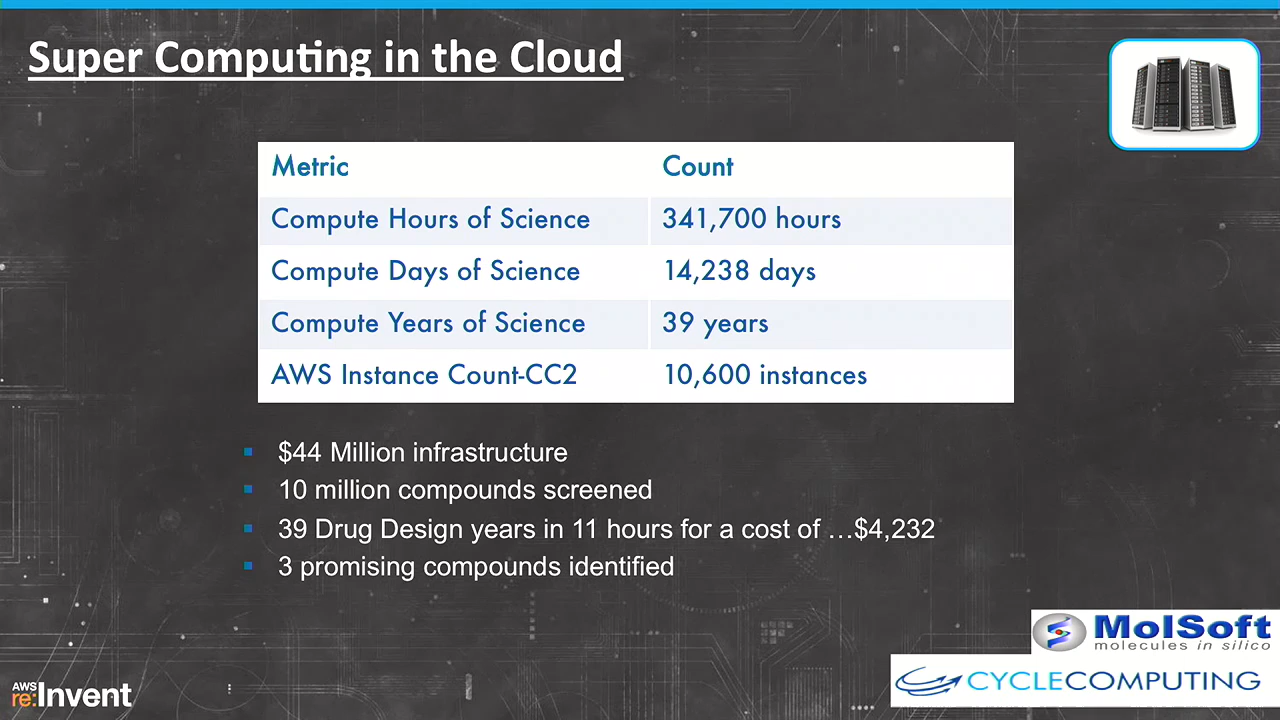 Super Computing in the Cloud
Metric Count
Compute Hours of Science 341,700 hours
Compute Days of Science 14,238 days
Compute Years of Science 39 years
AWS Instance Count-CC2 10,600 instances
$44 Million infrastructure
10 million compounds screened
39 Drug Design years in 11 hours for a cost of …$4,232
3 promising compounds identified
MolSoft
molecules in silico
CYCLECOMPUTING
AWS
re:Invent